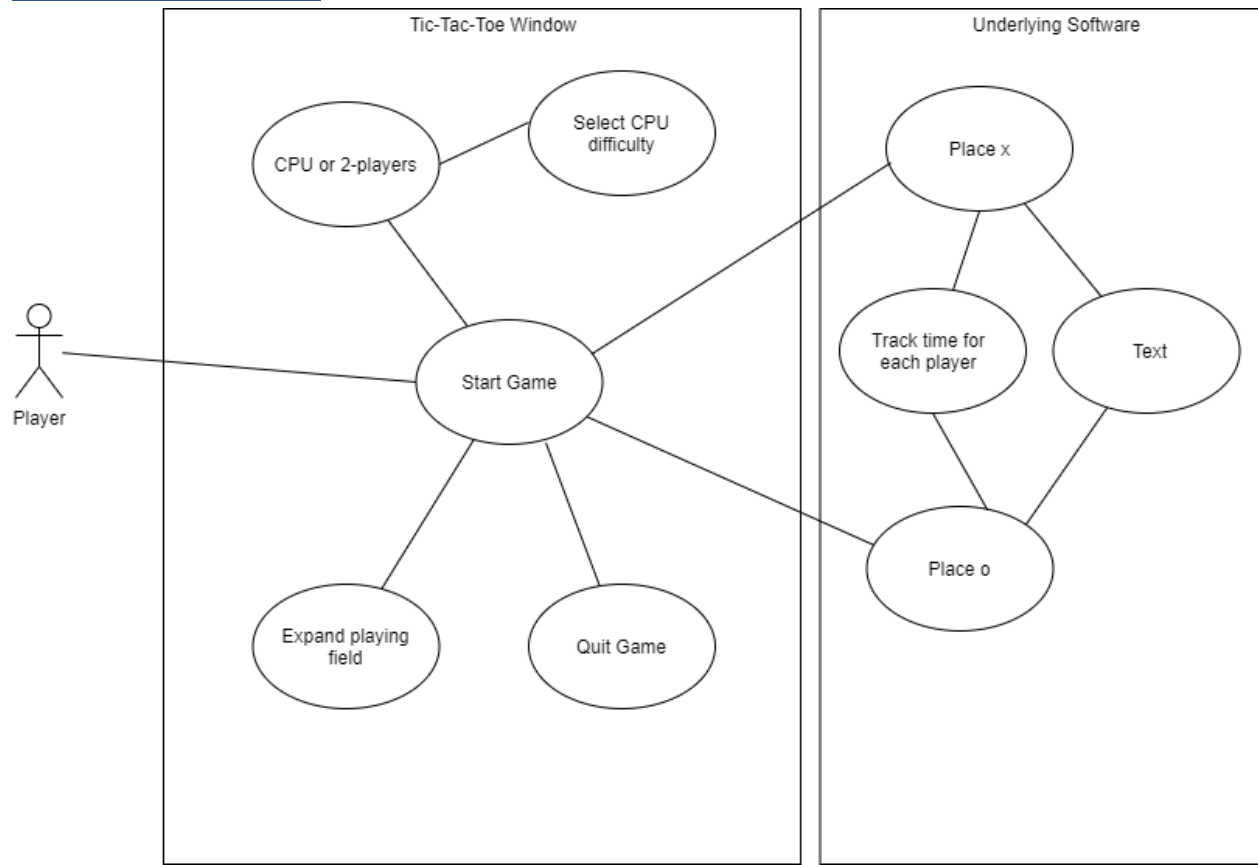 Tic-Tac-Toe Window
Underlying Software
CPU or 2-players
Select CPU
difficulty
Place x
Track time for
each player
Text
Start Game
Player
Place o
Expand playing
field
Quit Game